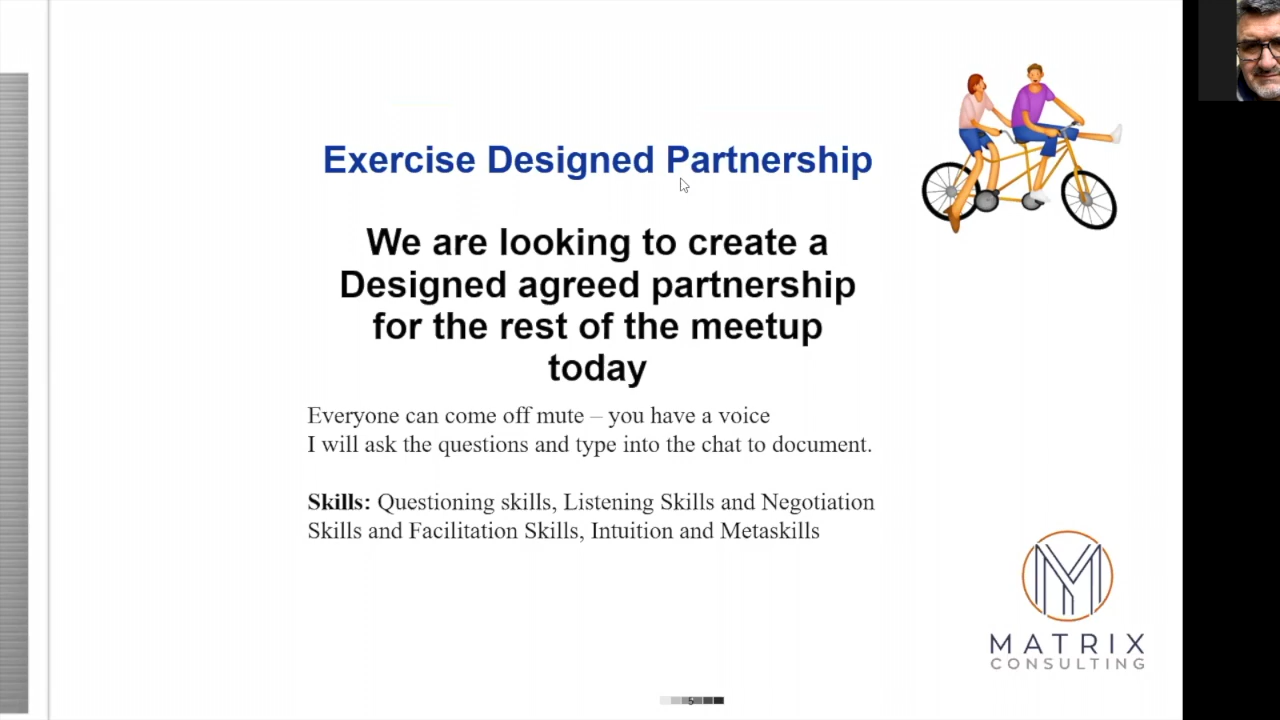 Exercise Designed Partnership
We are looking to create a
Designed agreed partnership
for the rest of the meetup
today
Everyone can come off mute – you have a voice
I will ask the questions and type into the chat to document.
Skills: Questioning skills, Listening Skills and Negotiation
Skills and Facilitation Skills, Intuition and Metaskills
MATRIX
CONSULTING
5